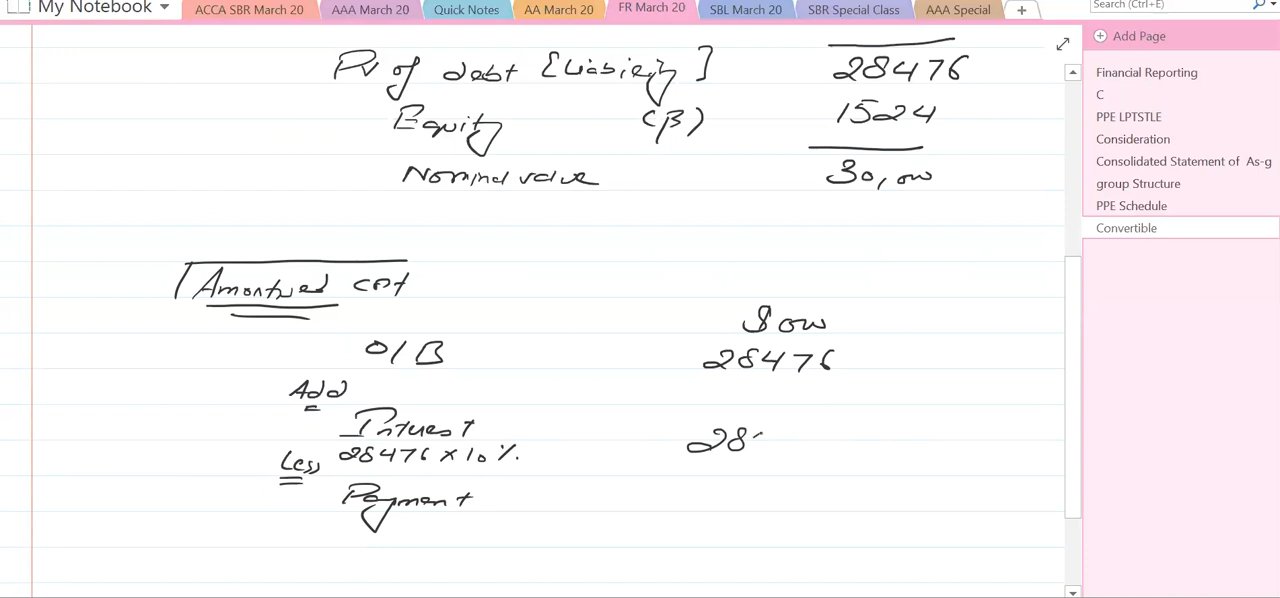 My Notebook
ACCA SBR March 20
AAA March 20
Quick Notes
AA March 20
FR March 20
SBL March 20
SBR Special Class
AAA Special
Search (Ctrl+E)
Add Page
Financial Reporting
C
PPE LPTSTLE
Consideration
Consolidated Statement of As-g
group Structure
PPE Schedule
Convertible
PV of debt [Liability] 28476
Equity (β) 1524
Nominal value 30,000
Amortized cost
$ 000
O/B 28476
Add
Interest
28476 x 10 %. 28
Less
Payment